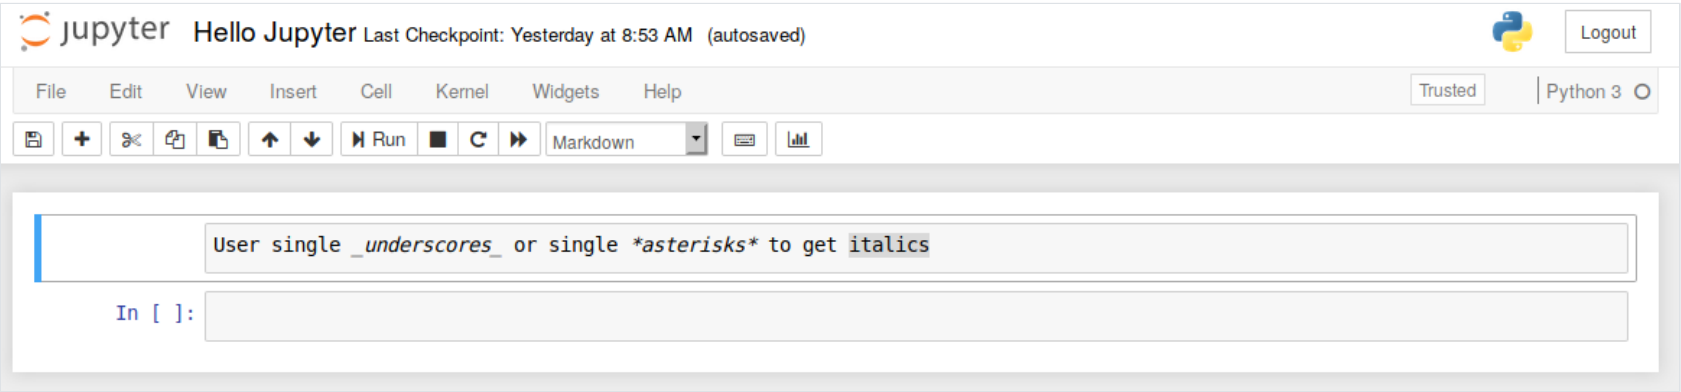 jupyter Hello Jupyter Last Checkpoint: Yesterday at 8:53 AM (autosaved) Logout
File Edit View Insert Cell Kernel Widgets Help Trusted Python 3
Run Markdown
User single _underscores_ or single *asterisks* to get italics
In [ ]: